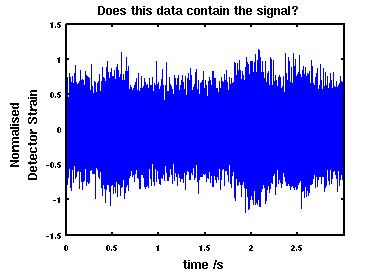 Does this data contain the signal?
1.5
1
0.5
0
-0.5
-1
-1.5
Normalised
Detector Strain
0 0.5 1 1.5 2 2.5
time /s